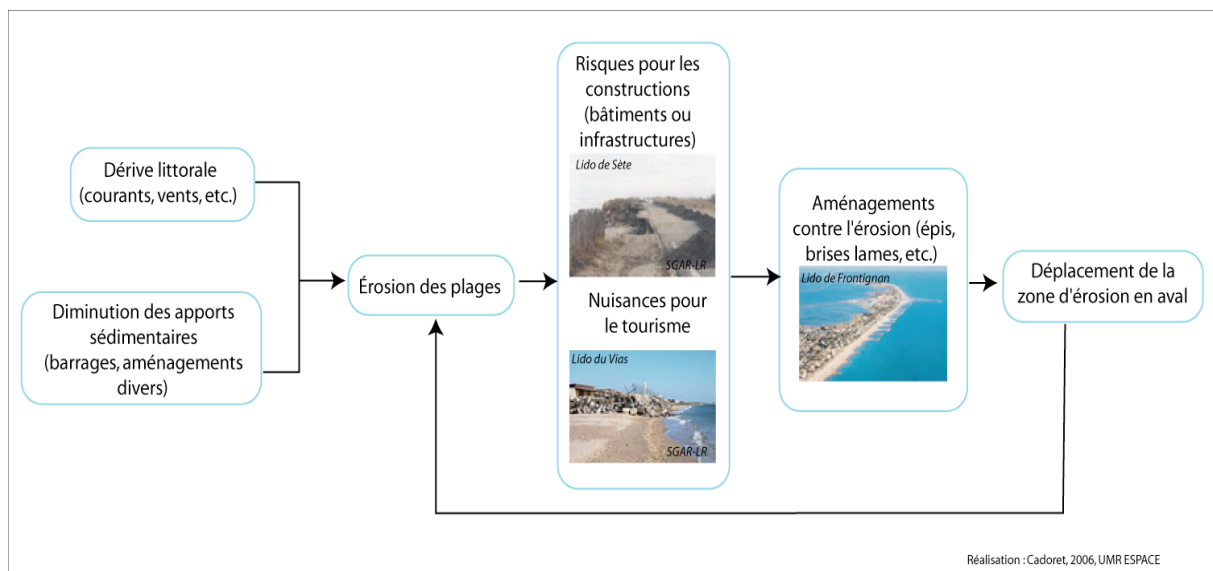 Dérive littorale
(courants, vents, etc.)
Diminution des apports
sédimentaires
(barrages, aménagements
divers)
Érosion des plages
Risques pour les
constructions
(bâtiments ou
infrastructures)
Lido de Sète
SGAR-LR
Nuisances pour
le tourisme
Lido du Vias
SGAR-LR
Aménagements
contre l'érosion (épis,
brises lames, etc.)
Lido de Frontignan
Déplacement de la
zone d'érosion en aval
Réalisation : Cadoret, 2006, UMR ESPACE